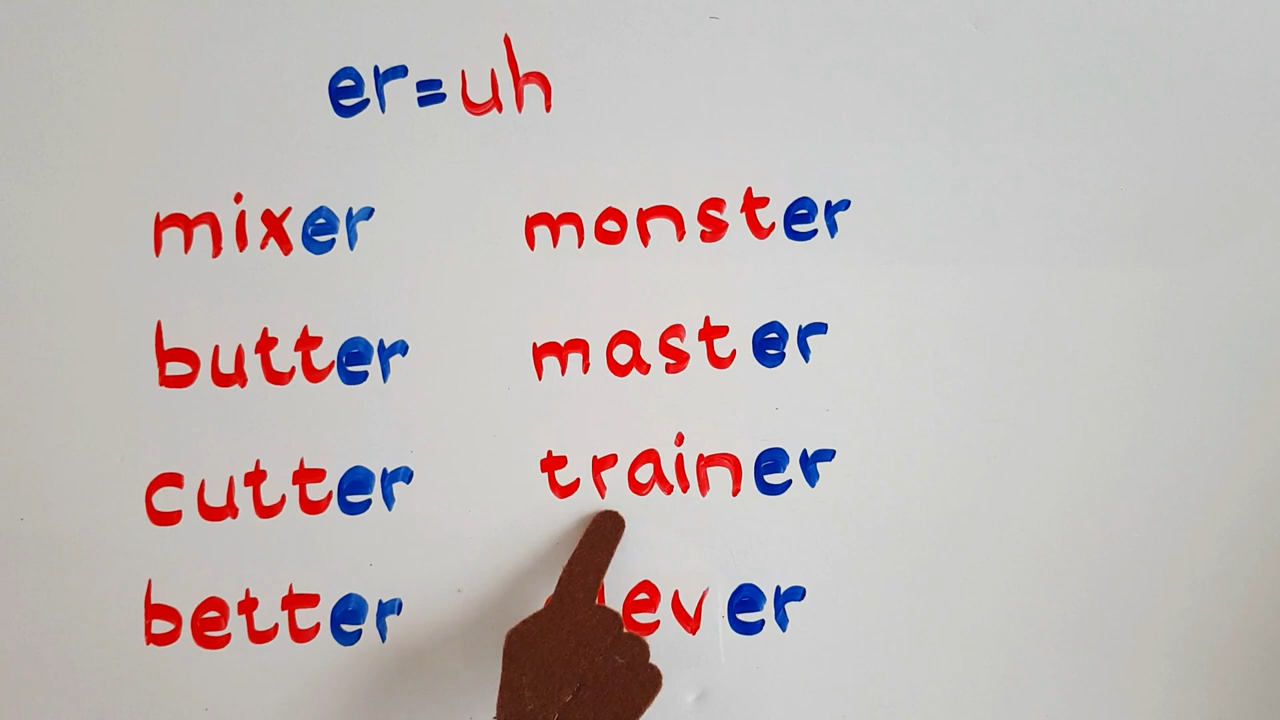 er=uh
mixer monster
butter master
cutter trainer
better